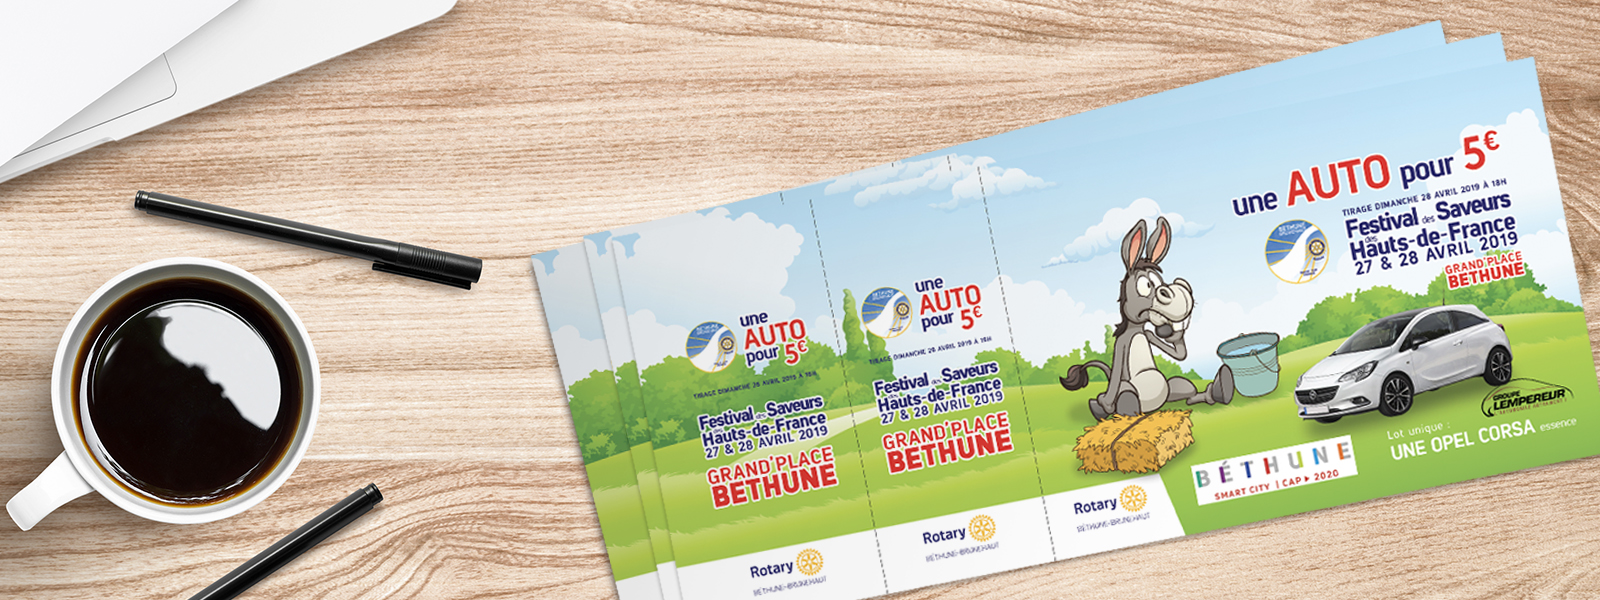 une
AUTO
pour 5€
TIRAGE DIMANCHE 28 AVRIL 2019 À 18H
Festival des Saveurs
des Hauts-de-France
27 & 28 AVRIL 2019
GRAND'PLACE
BETHUNE
Rotary
BÉTHUNE-BRUNEHAUT
une
AUTO
pour 5€
TIRAGE DIMANCHE 28 AVRIL 2019 À 18H
Festival des Saveurs
des Hauts-de-France
27 & 28 AVRIL 2019
GRAND'PLACE
BETHUNE
Rotary
BÉTHUNE-BRUNEHAUT
une AUTO pour 5€
TIRAGE DIMANCHE 28 AVRIL 2019 À 18H
Festival des Saveurs
des Hauts-de-France
27 & 28 AVRIL 2019
GRAND'PLACE
BETHUNE
GROUPE
LEMPEREUR
BÉTHUNE
SMART CITY | CAP 2020
Lot unique :
UNE OPEL CORSA essence
Rotary
BÉTHUNE-BRUNEHAUT